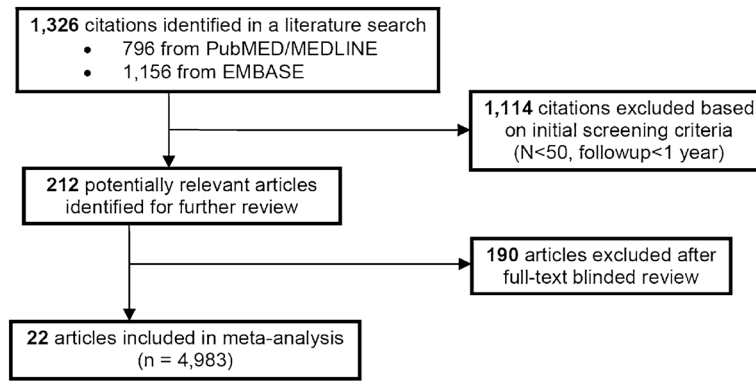 1,326 citations identified in a literature search
• 796 from PubMED/MEDLINE
• 1,156 from EMBASE
1,114 citations excluded based
on initial screening criteria
(N<50, followup<1 year)
212 potentially relevant articles
identified for further review
190 articles excluded after
full-text blinded review
22 articles included in meta-analysis
(n = 4,983)